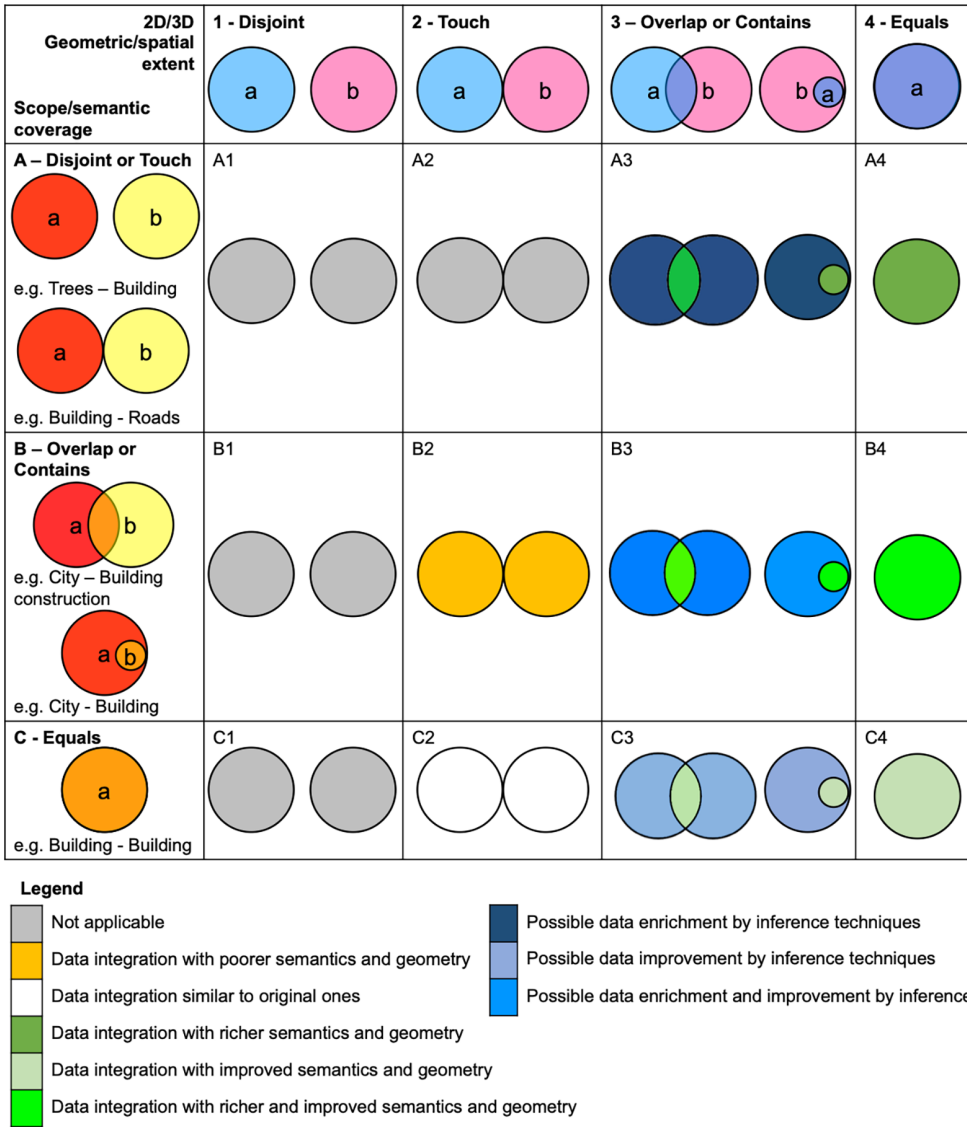 2D/3D
Geometric/spatial
extent
Scope/semantic
coverage
1 - Disjoint
a
b
2 - Touch
a
b
3 – Overlap or Contains
a
b
b
a
4 - Equals
a
A – Disjoint or Touch
a
b
e.g. Trees – Building
a
b
e.g. Building - Roads
A1
A2
A3
A4
B – Overlap or
Contains
a
b
e.g. City – Building
construction
a
b
e.g. City - Building
B1
B2
B3
B4
C - Equals
a
e.g. Building - Building
C1
C2
C3
C4
Legend
Not applicable
Data integration with poorer semantics and geometry
Data integration similar to original ones
Data integration with richer semantics and geometry
Data integration with improved semantics and geometry
Data integration with richer and improved semantics and geometry
Possible data enrichment by inference techniques
Possible data improvement by inference techniques
Possible data enrichment and improvement by inference